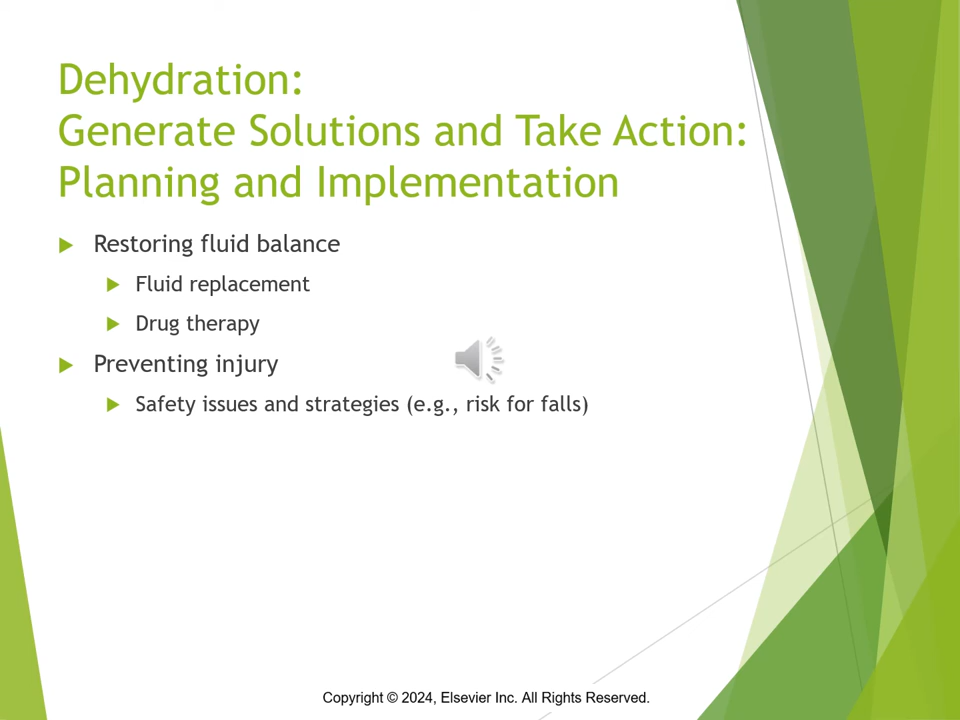 Dehydration:
Generate Solutions and Take Action:
Planning and Implementation
Restoring fluid balance
Fluid replacement
Drug therapy
Preventing injury
Safety issues and strategies (e.g., risk for falls)
Copyright © 2024, Elsevier Inc. All Rights Reserved.